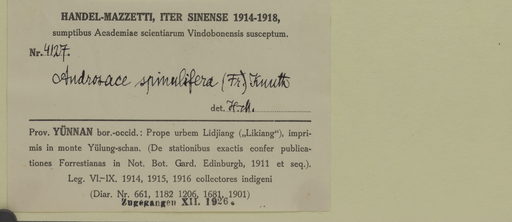 HANDEL-MAZZETTI, ITER SINENSE 1914-1918,
sumptibus Academiae scientiarum Vindobonensis susceptum.
Nr. 4127.
Androsace spinulifera (Fr.) Knuth
det. H.M.
Prov. YÜNNAN bor.-occid.: Prope urbem Lidjiang („Likiang“), impri-
mis in monte Yülung-schan. (De stationibus exactis confer publica-
tiones Forrestianas in Not. Bot. Gard. Edinburgh, 1911 et seq.).
Leg. VI.-IX. 1914, 1915, 1916 collectores indigeni
(Diar. Nr. 661, 1182 1206, 1681, 1901)
Zugegangen XII. 1926.